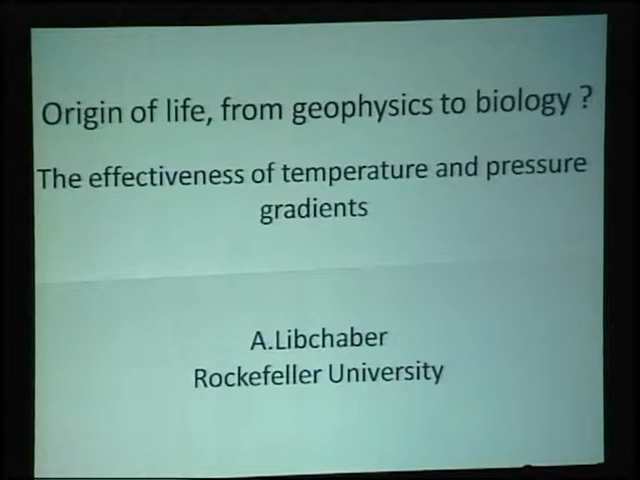 Origin of life, from geophysics to biology ?
The effectiveness of temperature and pressure
gradients
A.Libchaber
Rockefeller University